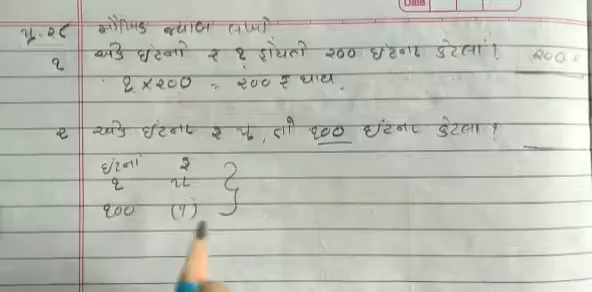 Date
પ્ર.૨૮ મૌખિક જવાબ લખો
૧ એક ઇંટના ₹ ૧ હોયતો ૨૦૦ ઇંટના કેટલાં? ૨૦૦ =
૧ × ૨૦૦ = ૨૦૦ ₹ થાય.
૨ એક ઇંટના ₹ ૫, તો ૧૦૦ ઇંટના કેટલા?
ઇંટનાં ₹
૧ ૫
૧૦૦ (?)